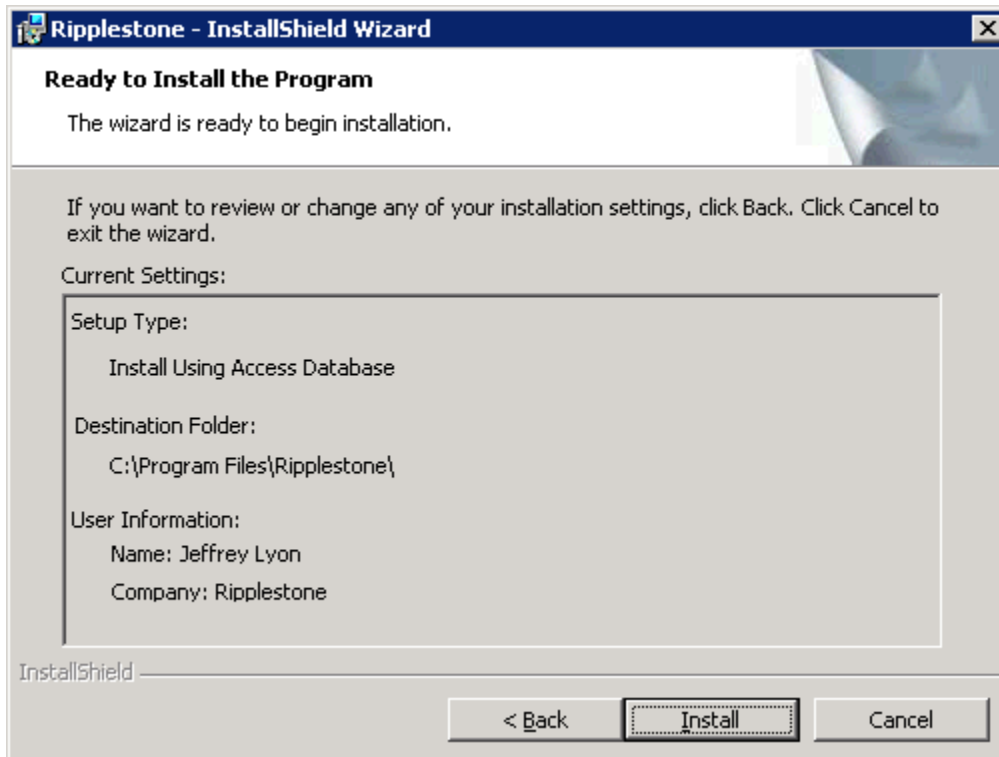 Ripplestone - InstallShield Wizard
Ready to Install the Program
The wizard is ready to begin installation.
If you want to review or change any of your installation settings, click Back. Click Cancel to
exit the wizard.
Current Settings:
Setup Type:
Install Using Access Database
Destination Folder:
C:\Program Files\Ripplestone\
User Information:
Name: Jeffrey Lyon
Company: Ripplestone
InstallShield
< Back Install Cancel